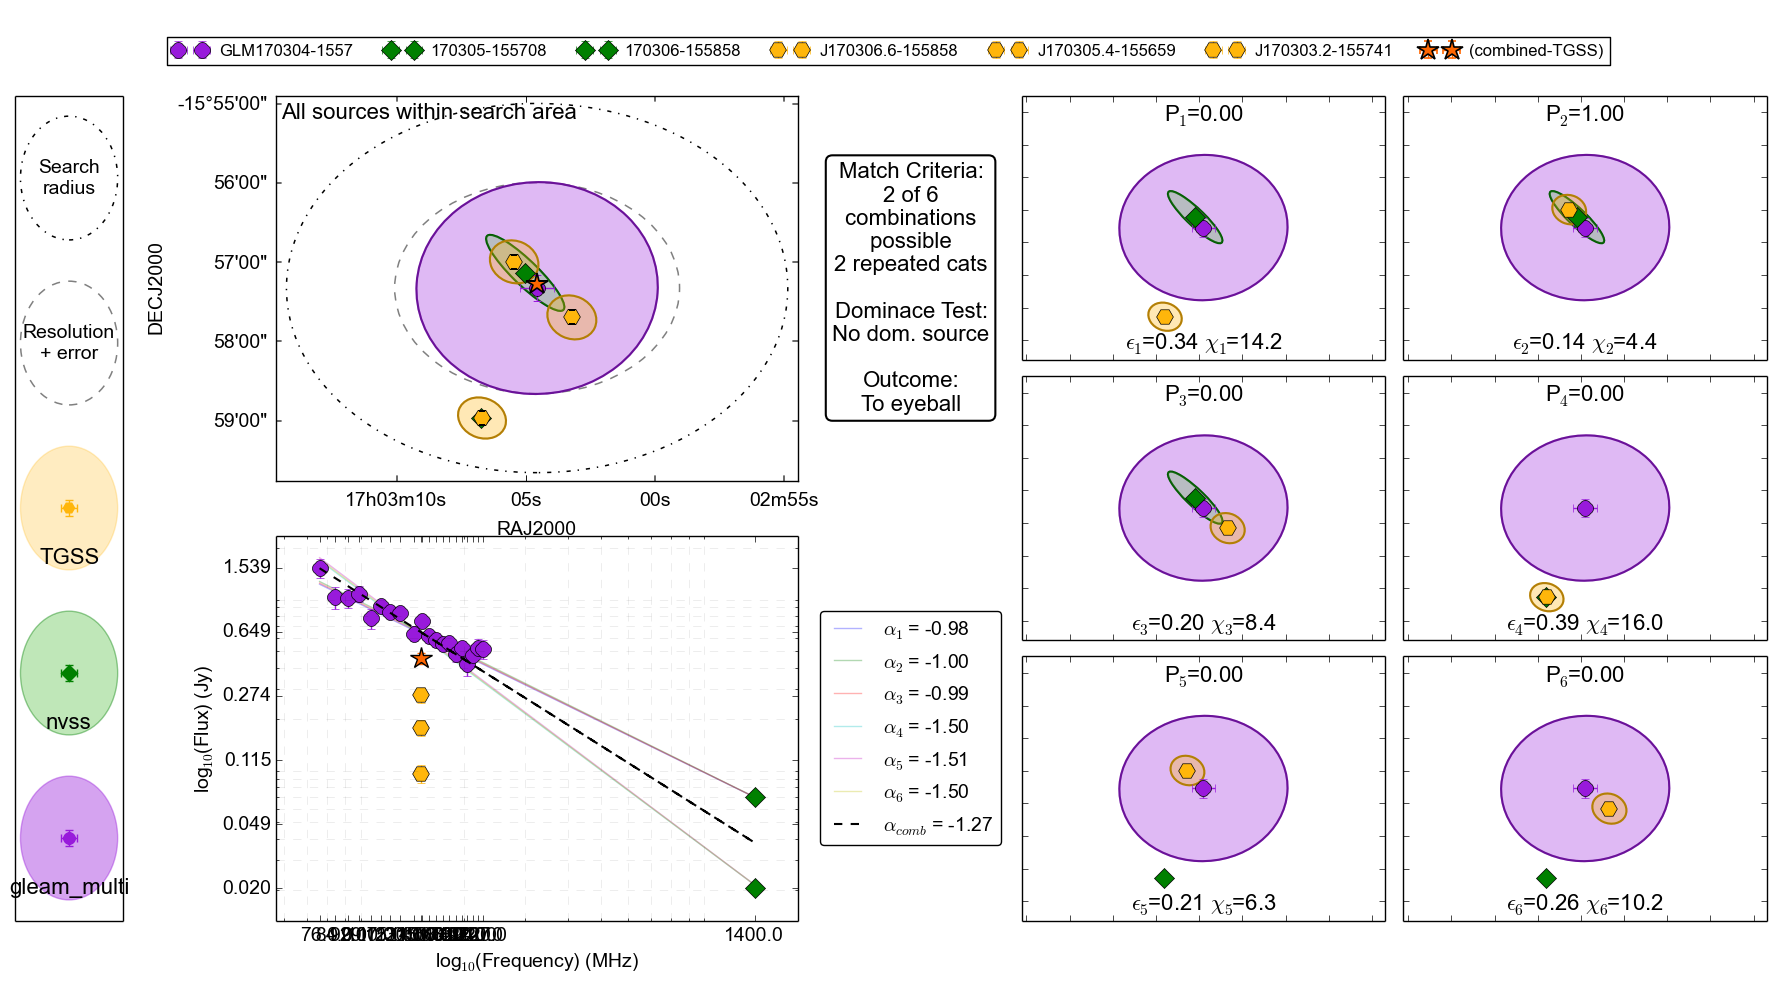 GLM170304-1557 170305-155708 170306-155858 J170306.6-155858 J170305.4-155659 J170303.2-155741 (combined-TGSS)
Search
radius
Resolution
+ error
TGSS
nvss
gleam_multi
All sources within search area
DECJ2000
-15°55'00"
56'00"
57'00"
58'00"
59'00"
17h03m10s 05s 00s 02m55s
RAJ2000
Match Criteria:
2 of 6
combinations
possible
2 repeated cats
Dominace Test:
No dom. source
Outcome:
To eyeball
log10(Flux) (Jy)
1.539
0.649
0.274
0.115
0.049
0.020
1400.0
log10(Frequency) (MHz)
α1 = -0.98
α2 = -1.00
α3 = -0.99
α4 = -1.50
α5 = -1.51
α6 = -1.50
αcomb = -1.27
P1=0.00
ϵ1=0.34 χ1=14.2
P2=1.00
ϵ2=0.14 χ2=4.4
P3=0.00
ϵ3=0.20 χ3=8.4
P4=0.00
ϵ4=0.39 χ4=16.0
P5=0.00
ϵ5=0.21 χ5=6.3
P6=0.00
ϵ6=0.26 χ6=10.2